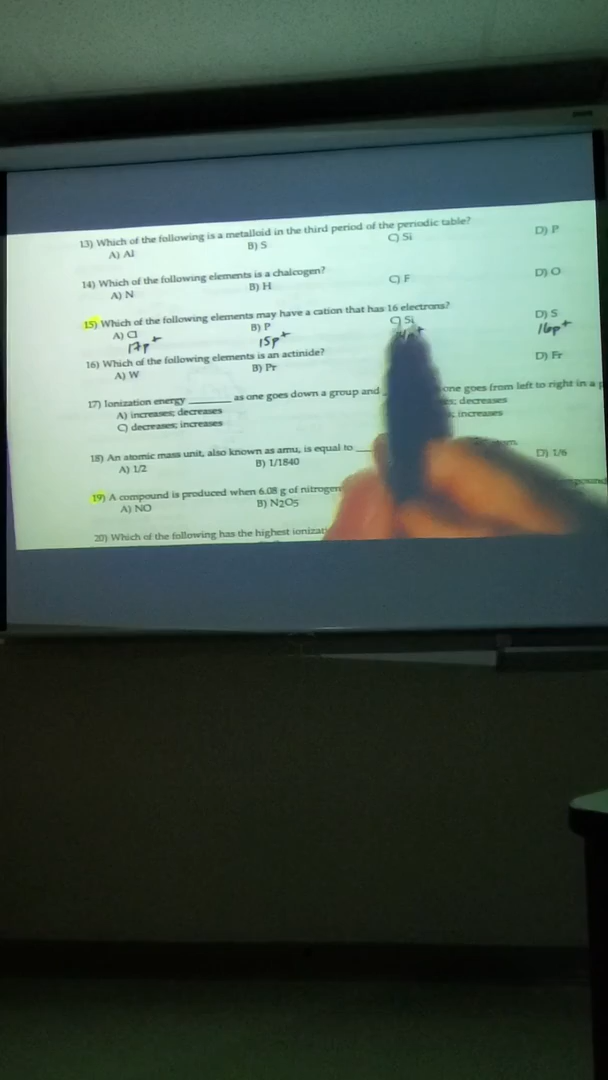 13) Which of the following is a metalloid in the third period of the periodic table?
A) Al B) S C) Si D) P
14) Which of the following elements is a chalcogen?
A) N B) H C) F D) O
15) Which of the following elements may have a cation that has 16 electrons?
A) Cl B) P C) Si D) S
17p+ 15p+ 16p+
16) Which of the following elements is an actinide?
A) W B) Pr D) Fr
17) Ionization energy ______ as one goes down a group and one goes from left to right in a
A) increases; decreases decreases
C) decreases; increases increases
18) An atomic mass unit, also known as amu, is equal to
A) 1/2 B) 1/1840 D) 1/6
19) A compound is produced when 6.08 g of nitrogen
A) NO B) N2O5
20) Which of the following has the highest